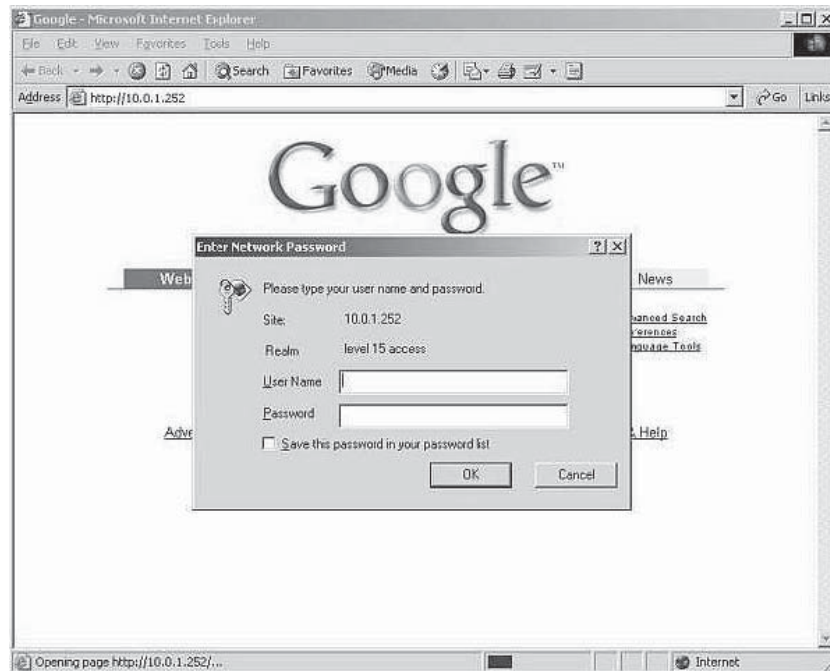 Google - Microsoft Internet Explorer
File Edit View Favorites Tools Help
Back Search Favorites Media
Address http://10.0.1.252 Go Links
Google™
Enter Network Password
Web News
Please type your user name and password.
Site: 10.0.1.252
Realm level 15 access
User Name
Password
Save this password in your password list
OK Cancel
Search
Tools
& Help
Opening page http://10.0.1.252/... Internet